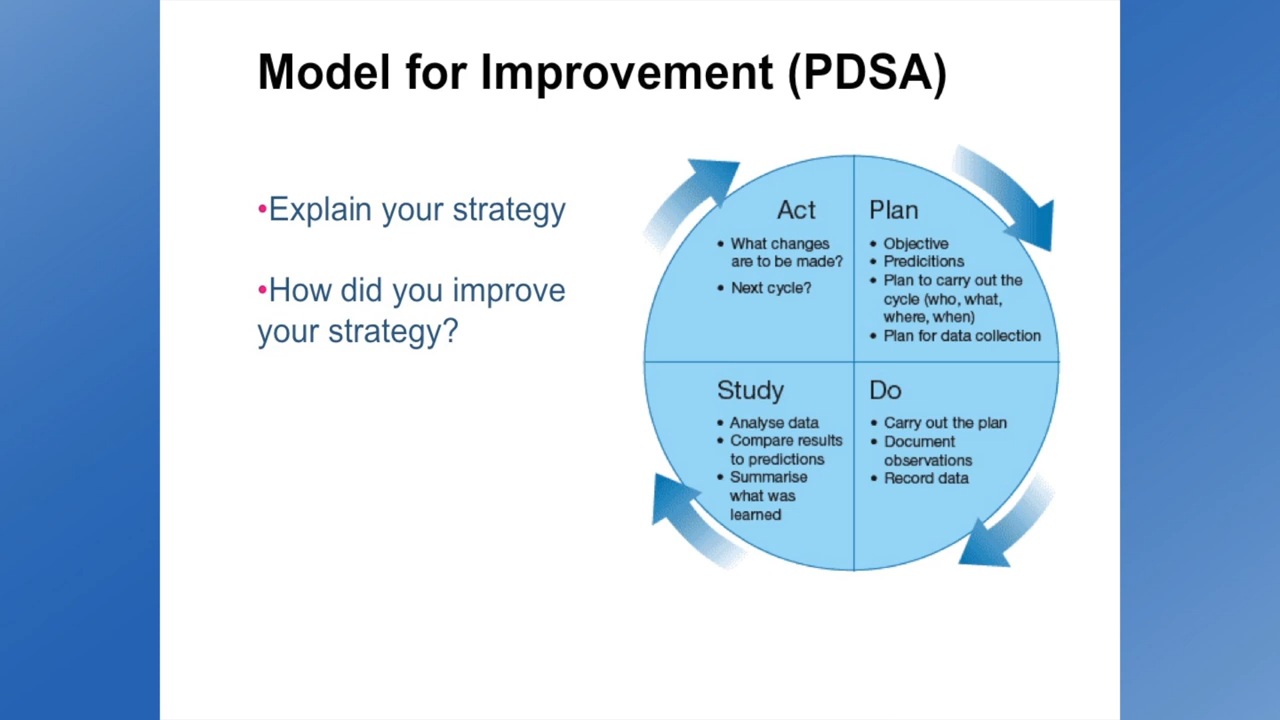 Model for Improvement (PDSA)
•Explain your strategy
•How did you improve
your strategy?
Act
• What changes
are to be made?
• Next cycle?
Plan
• Objective
• Predicitions
• Plan to carry out the
cycle (who, what,
where, when)
• Plan for data collection
Study
• Analyse data
• Compare results
to predictions
• Summarise
what was
learned
Do
• Carry out the plan
• Document
observations
• Record data